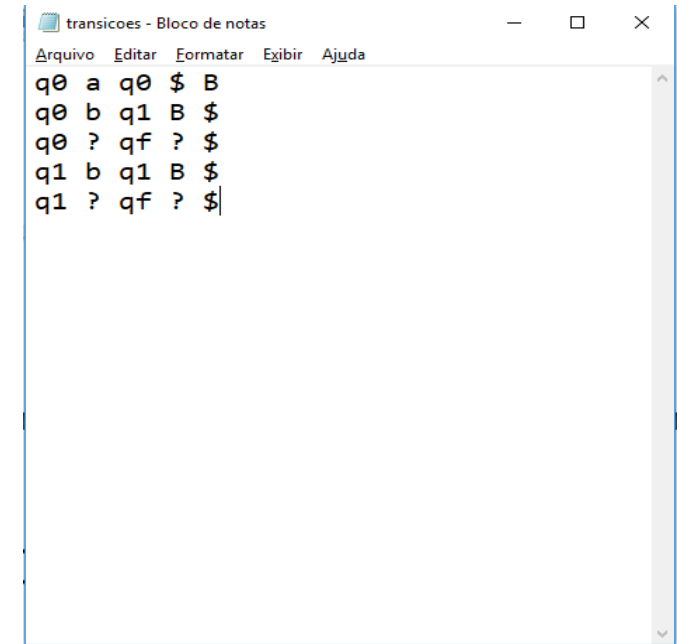 transicoes - Bloco de notas
Arquivo Editar Formatar Exibir Ajuda
q0 a q0 $ B
q0 b q1 B $
q0 ? qf ? $
q1 b q1 B $
q1 ? qf ? $